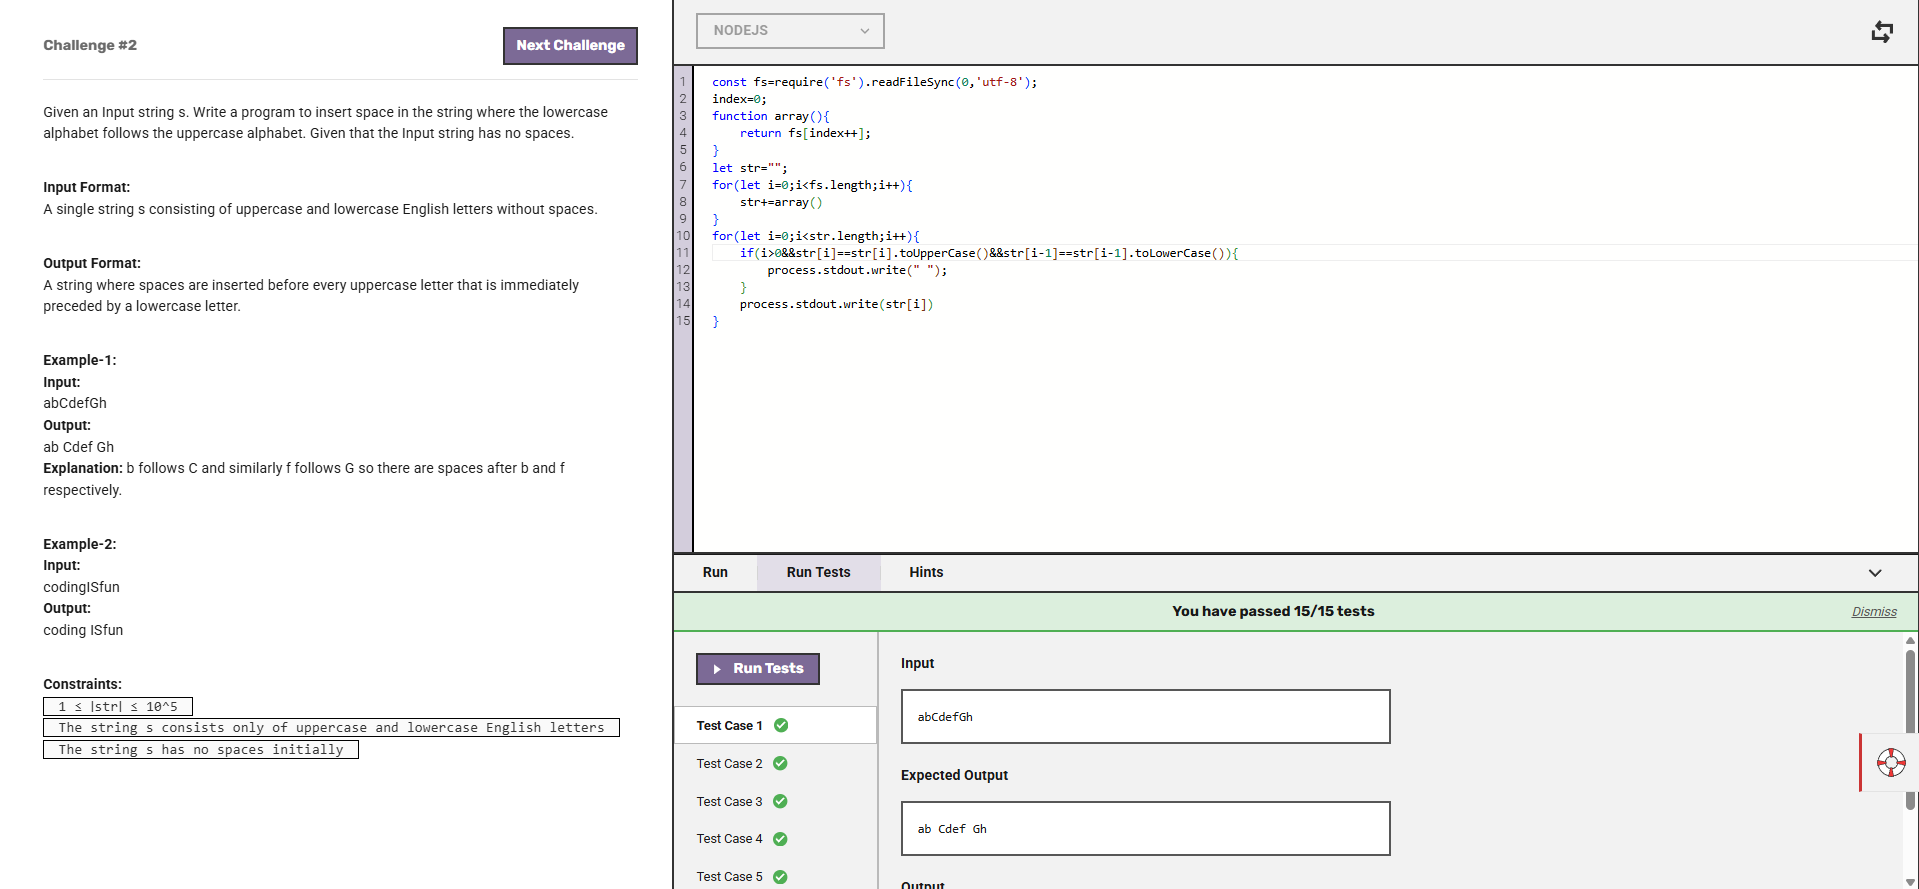 Challenge #2
Next Challenge
Given an Input string s. Write a program to insert space in the string where the lowercase
alphabet follows the uppercase alphabet. Given that the Input string has no spaces.
Input Format:
A single string s consisting of uppercase and lowercase English letters without spaces.
Output Format:
A string where spaces are inserted before every uppercase letter that is immediately
preceded by a lowercase letter.
Example-1:
Input:
abCdefGh
Output:
ab Cdef Gh
Explanation: b follows C and similarly f follows G so there are spaces after b and f
respectively.
Example-2:
Input:
codingISfun
Output:
coding ISfun
Constraints:
1 ≤ |str| ≤ 10^5
The string s consists only of uppercase and lowercase English letters
The string s has no spaces initially
NODEJS
1 const fs=require('fs').readFileSync(0,'utf-8');
2 index=0;
3 function array(){
4     return fs[index++];
5 }
6 let str="";
7 for(let i=0;i<fs.length;i++){
8     str+=array()
9 }
10 for(let i=0;i<str.length;i++){
11     if(i>0&&str[i]==str[i].toUpperCase()&&str[i-1]==str[i-1].toLowerCase()){
12         process.stdout.write(" ");
13     }
14     process.stdout.write(str[i])
15 }
Run
Run Tests
Hints
You have passed 15/15 tests
Dismiss
Run Tests
Test Case 1
Test Case 2
Test Case 3
Test Case 4
Test Case 5
Input
abCdefGh
Expected Output
ab Cdef Gh
Output